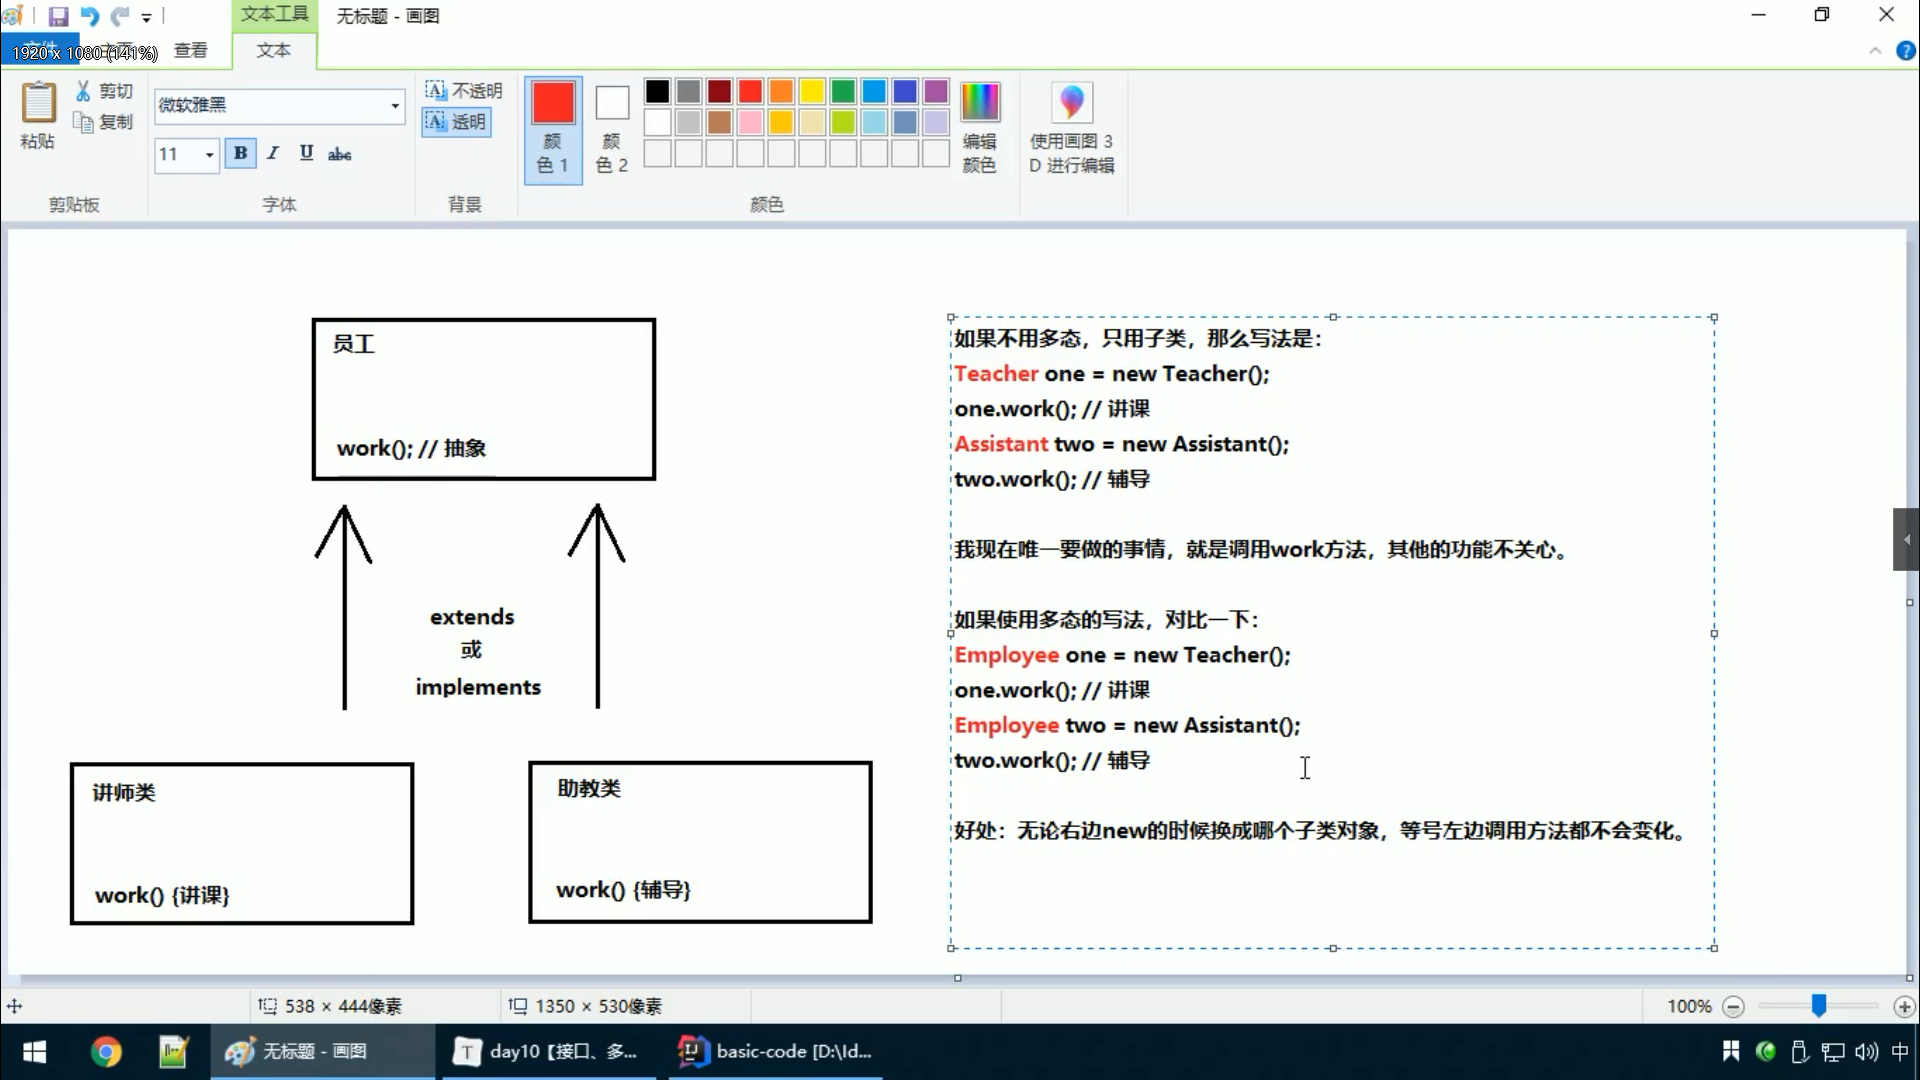 文本工具
无标题 - 画图
1920 x 1080 (141%)
查看
文本
粘贴
剪切
复制
剪贴板
微软雅黑
11
B I U abc
字体
不透明
透明
背景
颜
色 1
颜
色 2
颜色
编辑
颜色
使用画图 3
D 进行编辑
员工
work(); // 抽象
extends
或
implements
讲师类
work() {讲课}
助教类
work() {辅导}
如果不用多态，只用子类，那么写法是：
Teacher one = new Teacher();
one.work(); // 讲课
Assistant two = new Assistant();
two.work(); // 辅导
我现在唯一要做的事情，就是调用work方法，其他的功能不关心。
如果使用多态的写法，对比一下：
Employee one = new Teacher();
one.work(); // 讲课
Employee two = new Assistant();
two.work(); // 辅导
好处：无论右边new的时候换成哪个子类对象，等号左边调用方法都不会变化。
538 × 444像素
1350 × 530像素
100%
无标题 - 画图
day10【接口、多...
basic-code [D:\Id...
中